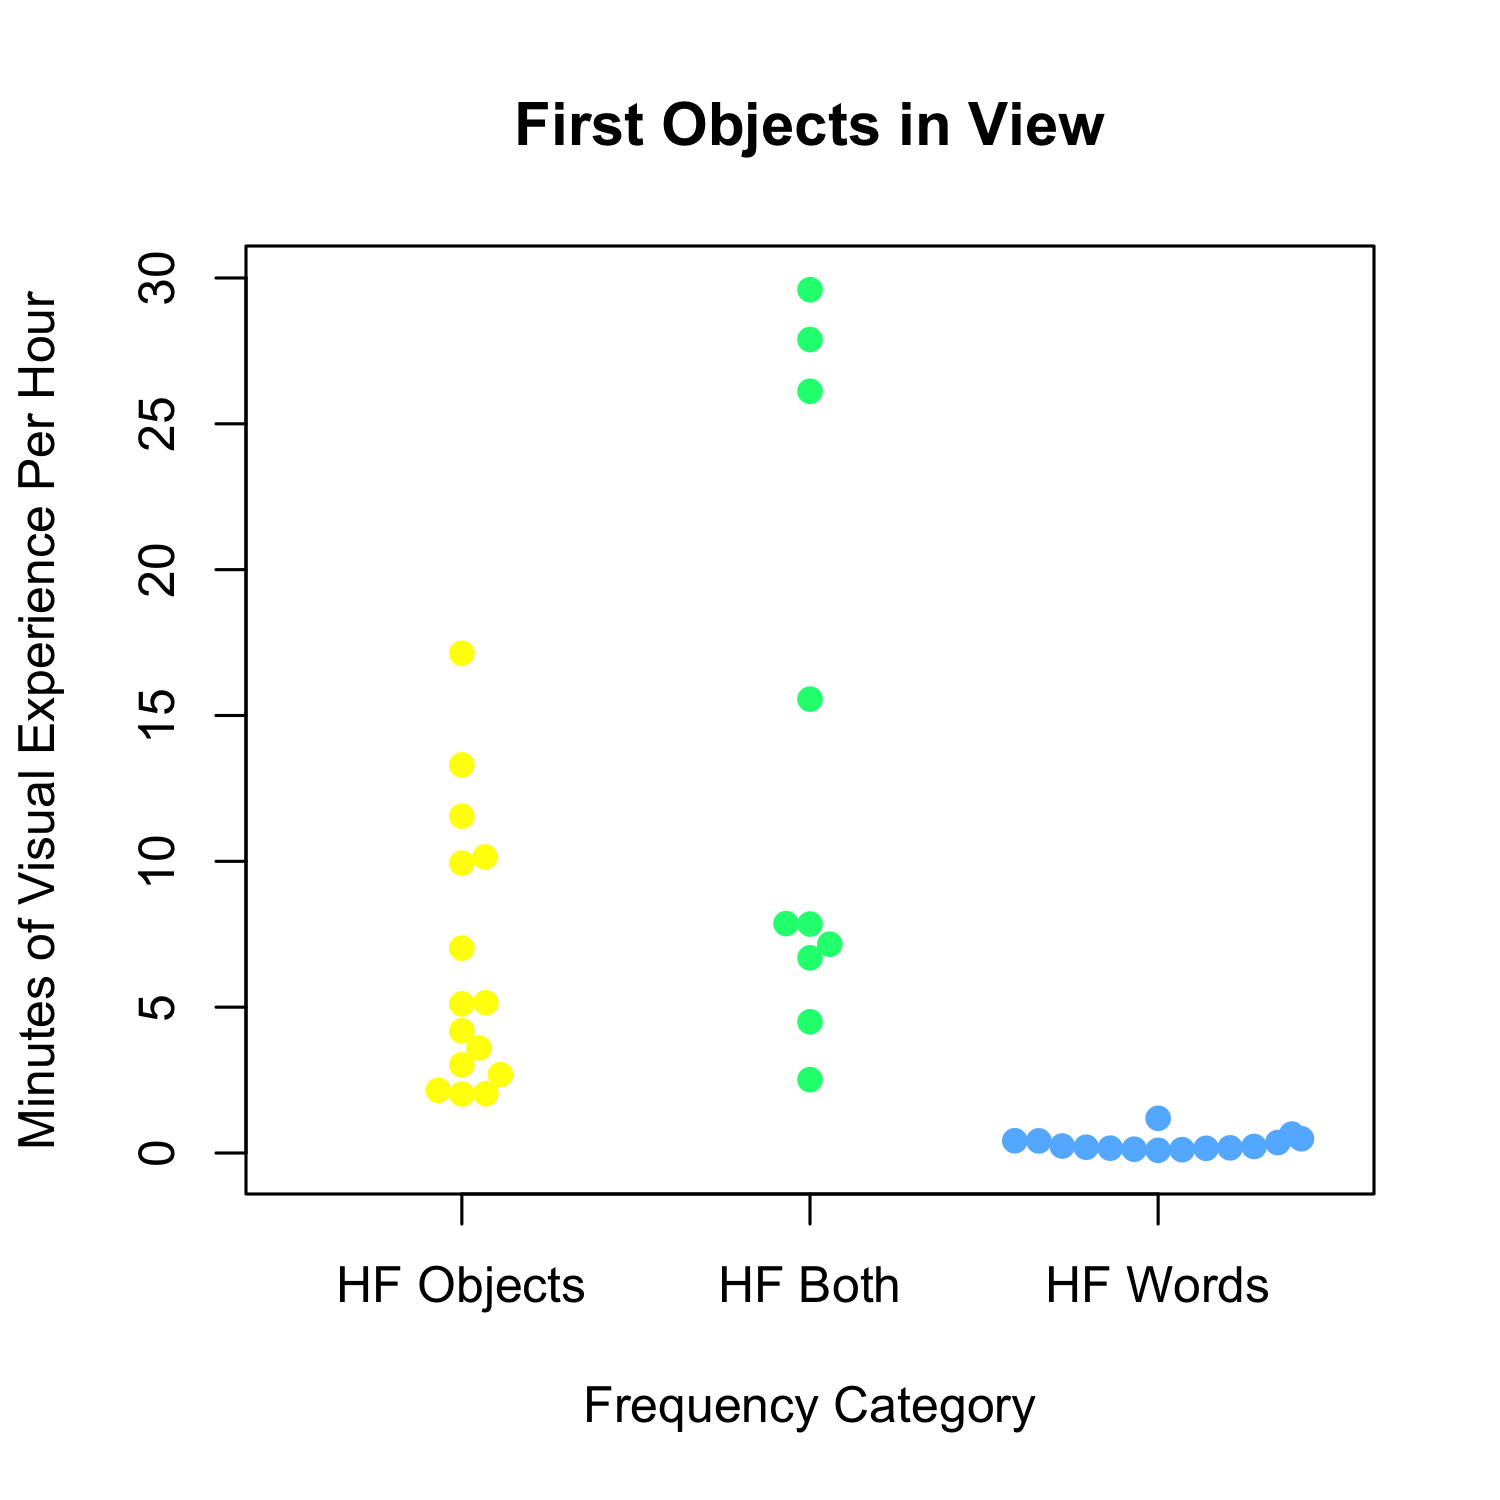 First Objects in View
Minutes of Visual Experience Per Hour
30
25
20
15
10
5
0
HF Objects HF Both HF Words
Frequency Category